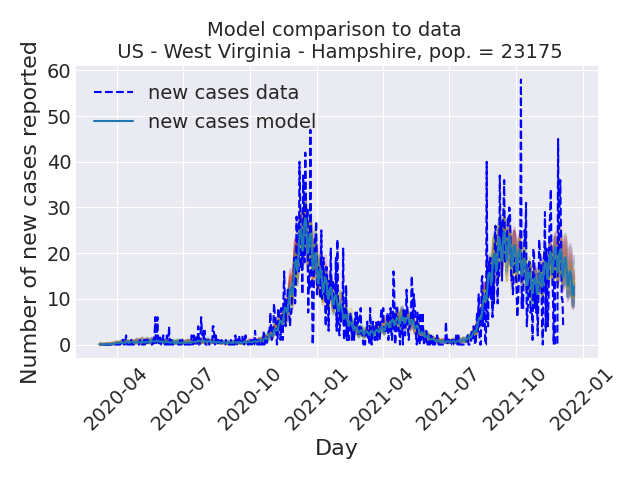 Model comparison to data
US - West Virginia - Hampshire, pop. = 23175
Number of new cases reported
60
50
40
30
20
10
0
new cases data
new cases model
2020-04
2020-07
2020-10
2021-01
2021-04
2021-07
2021-10
2022-01
Day